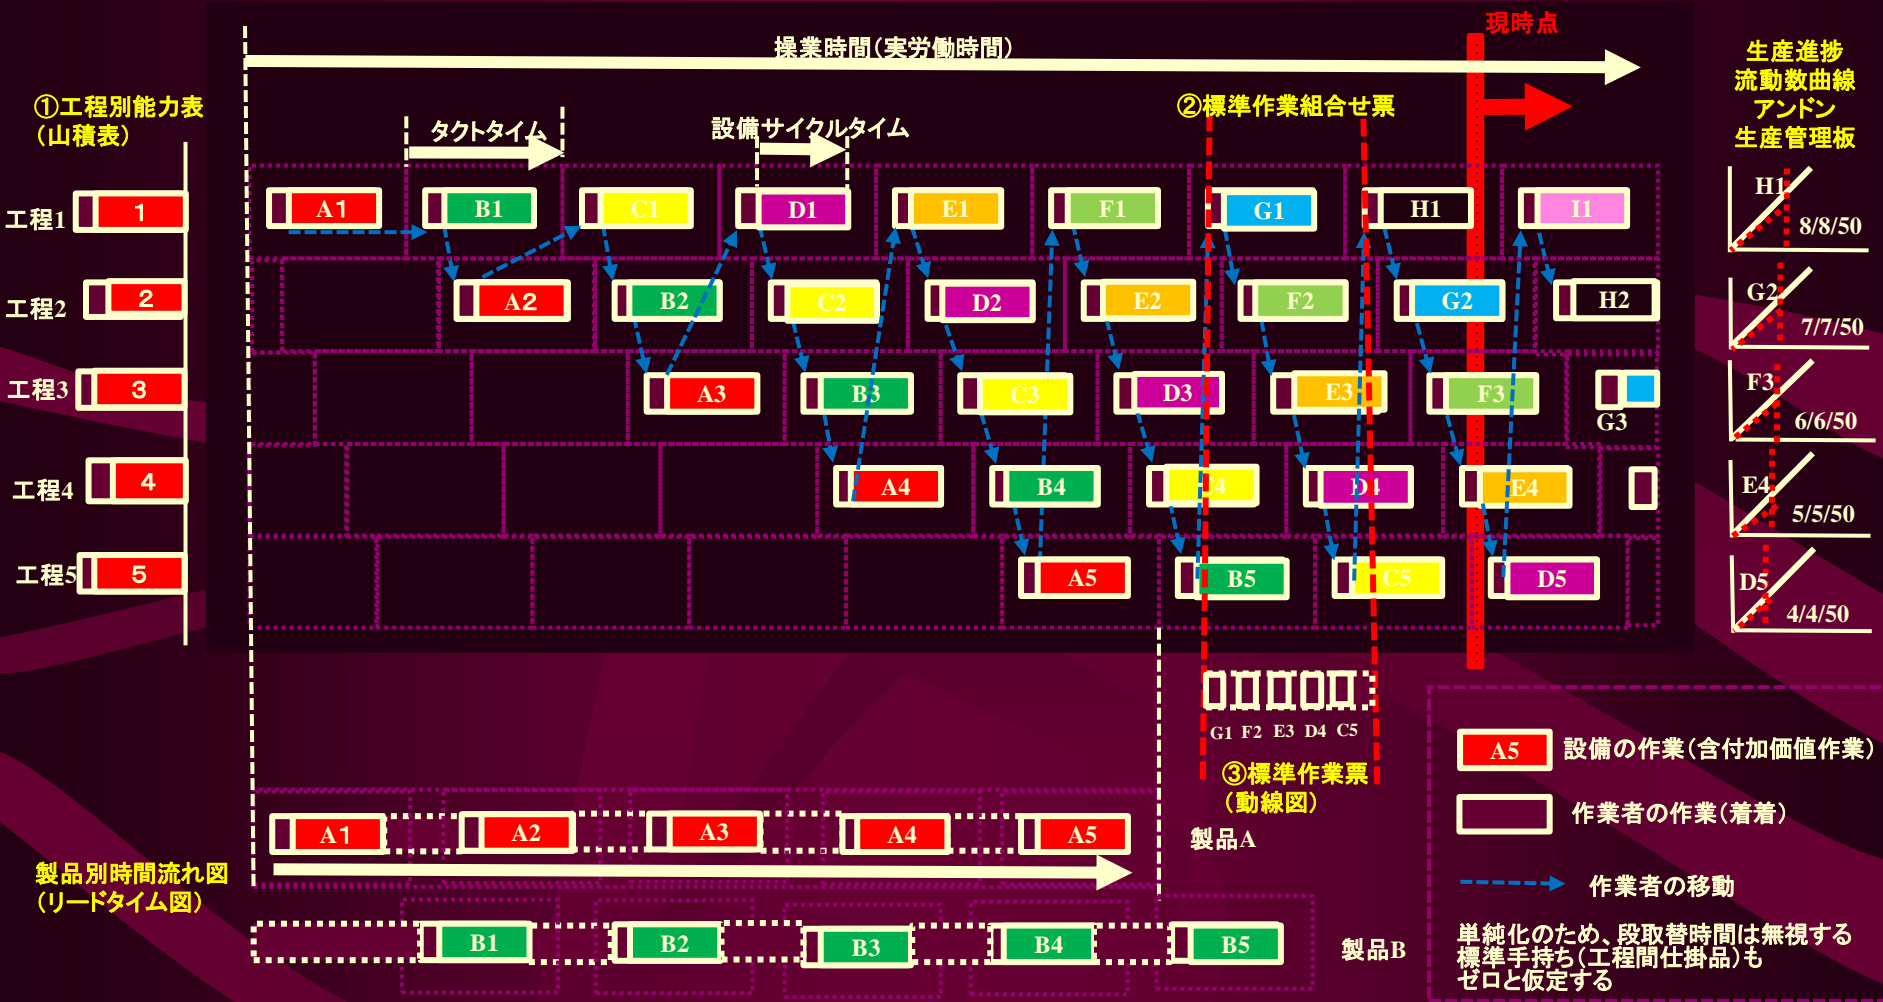 現時点
操業時間(実労働時間)
生産進捗
流動数曲線
アンドン
生産管理板
①工程別能力表
(山積表)
タクトタイム
設備サイクルタイム
②標準作業組合せ票
工程1
1
A1
B1
C1
D1
E1
F1
G1
H1
I1
H1
8/8/50
工程2
2
A2
B2
C2
D2
E2
F2
G2
H2
G2
7/7/50
工程3
3
A3
B3
C3
D3
E3
F3
G3
F3
6/6/50
工程4
4
A4
B4
C4
D4
E4
E4
5/5/50
工程5
5
A5
B5
C5
D5
D5
4/4/50
G1 F2 E3 D4 C5
③標準作業票
(動線図)
A5 設備の作業(含付加価値作業)
作業者の作業(着着)
作業者の移動
単純化のため、段取替時間は無視する
標準手持ち(工程間仕掛品)も
ゼロと仮定する
製品別時間流れ図
(リードタイム図)
A1
A2
A3
A4
A5
製品A
B1
B2
B3
B4
B5
製品B